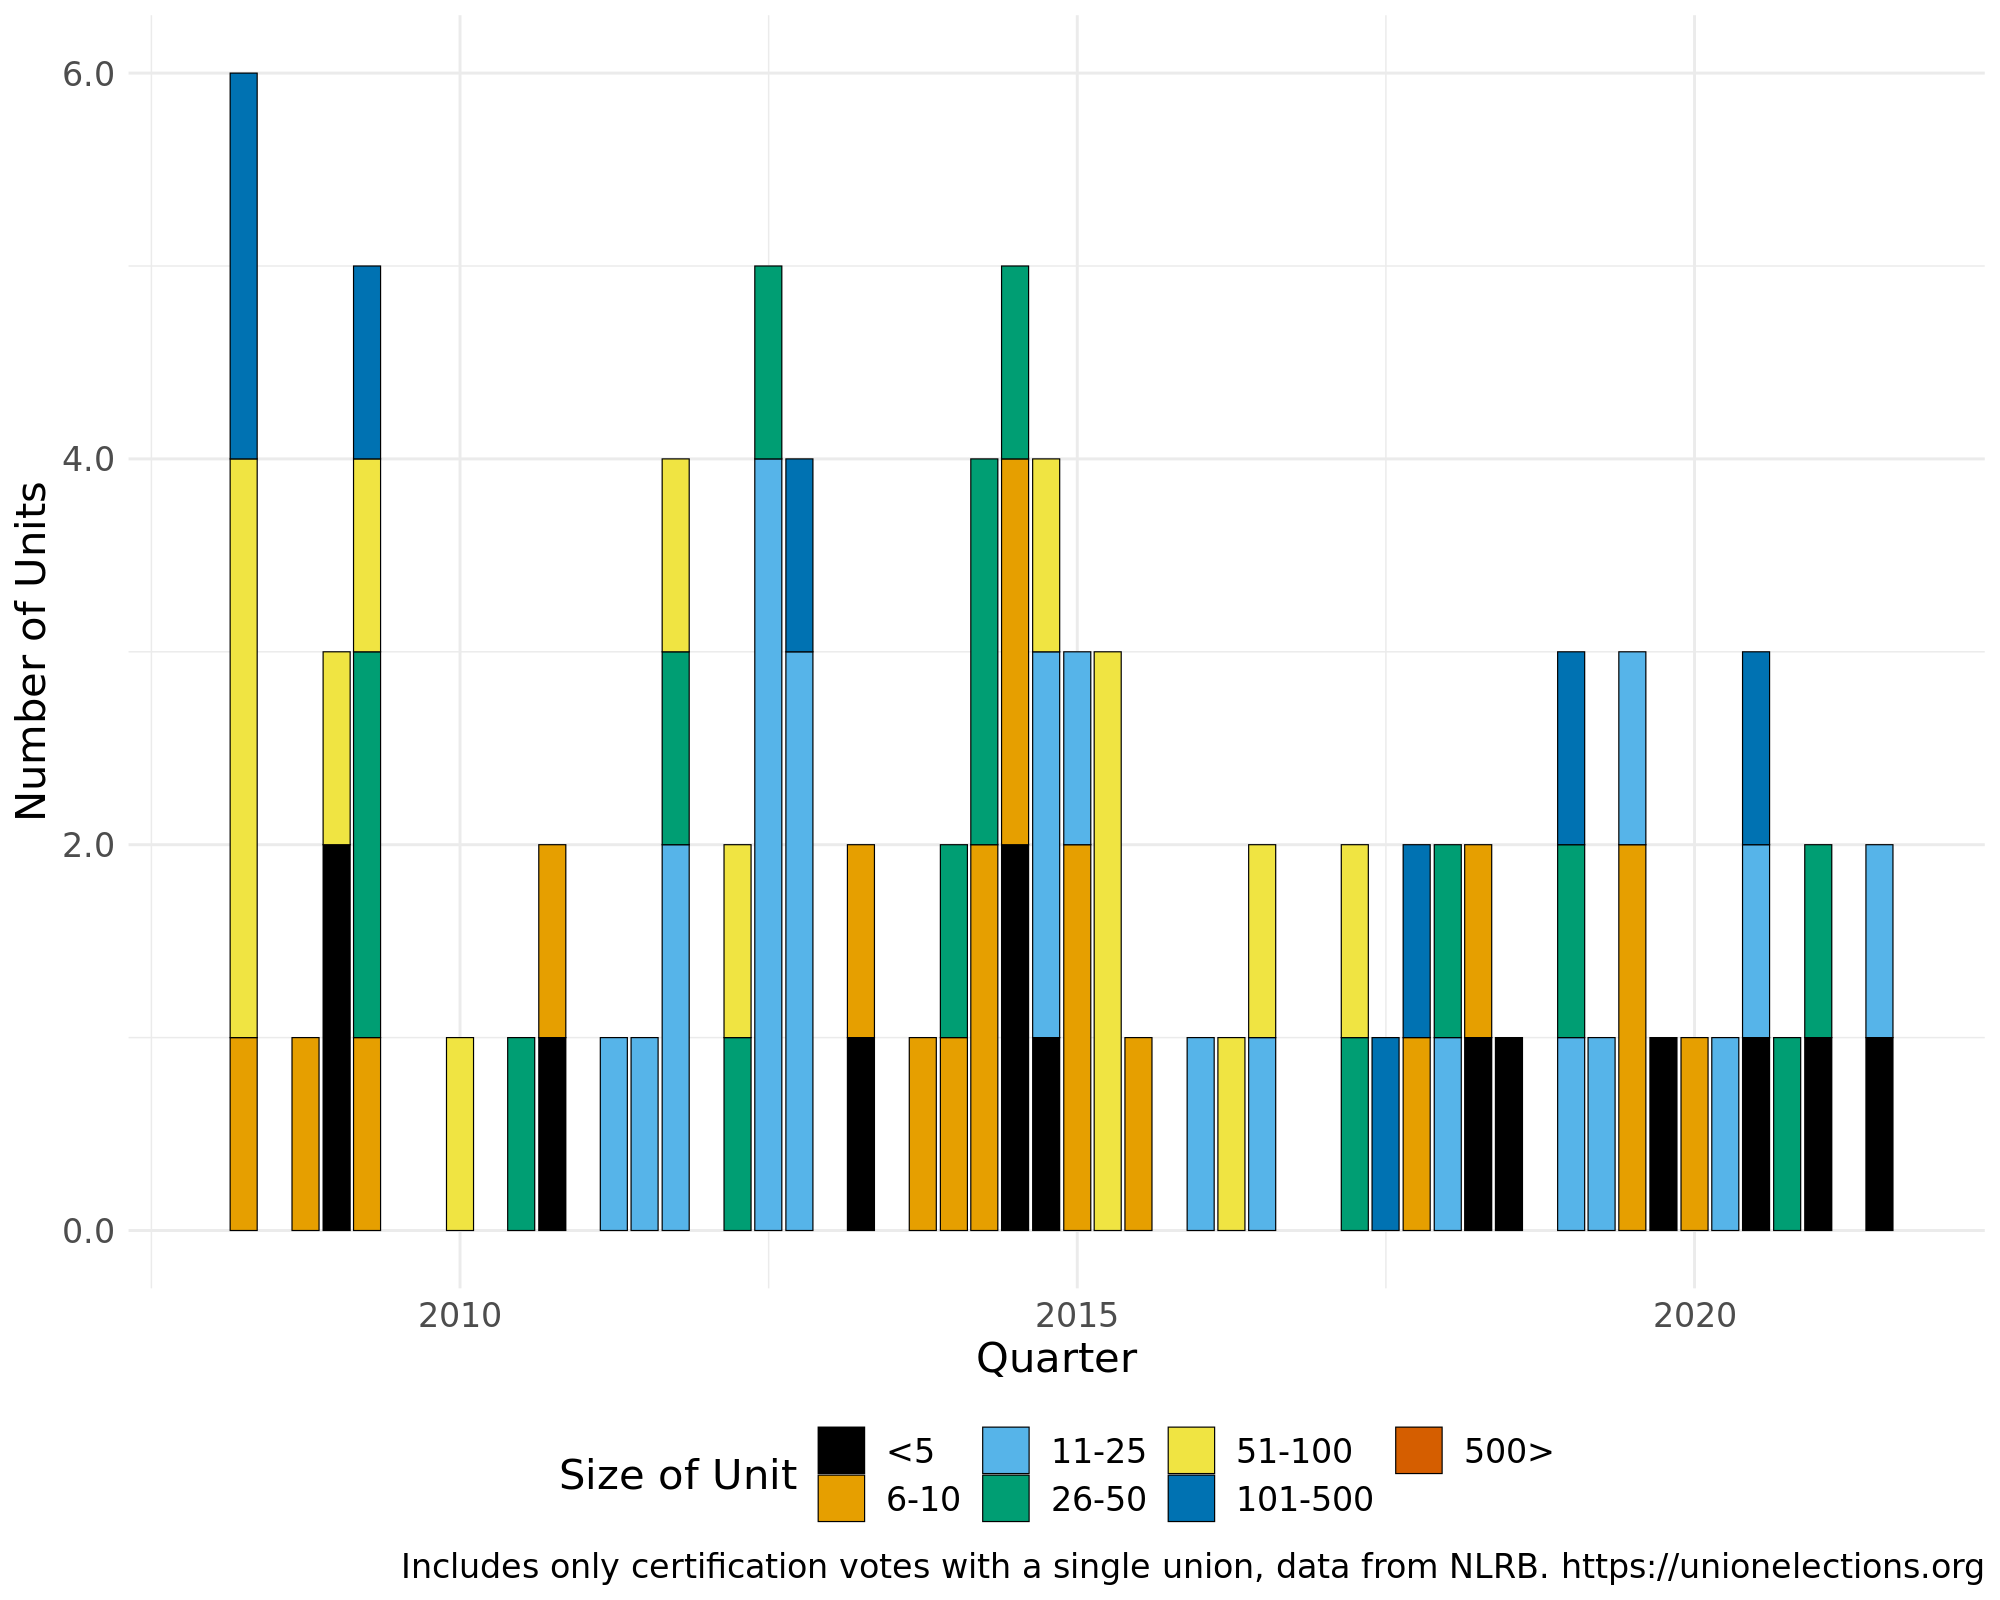 6.0
4.0
2.0
0.0
Number of Units
2010 2015 2020
Quarter
Size of Unit
<5 11-25 51-100 500>
6-10 26-50 101-500
Includes only certification votes with a single union, data from NLRB. https://unionelections.org